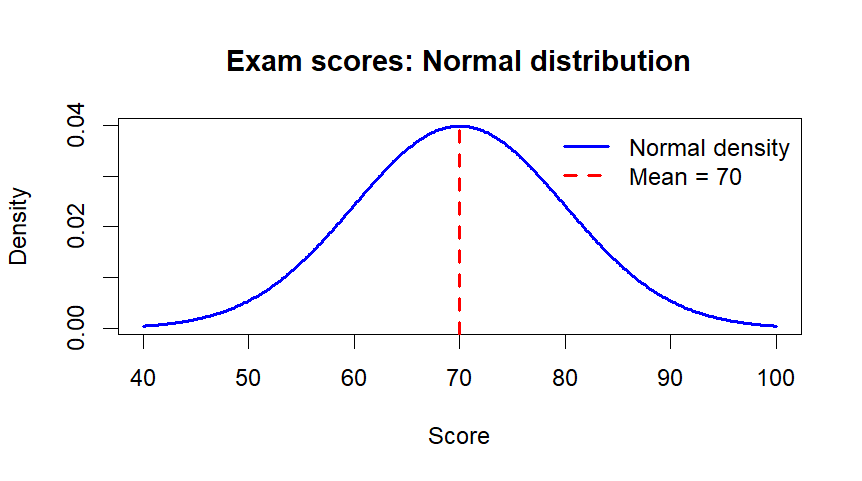 Exam scores: Normal distribution
Normal density
Mean = 70
0.04
0.02
0.00
Density
40 50 60 70 80 90 100
Score